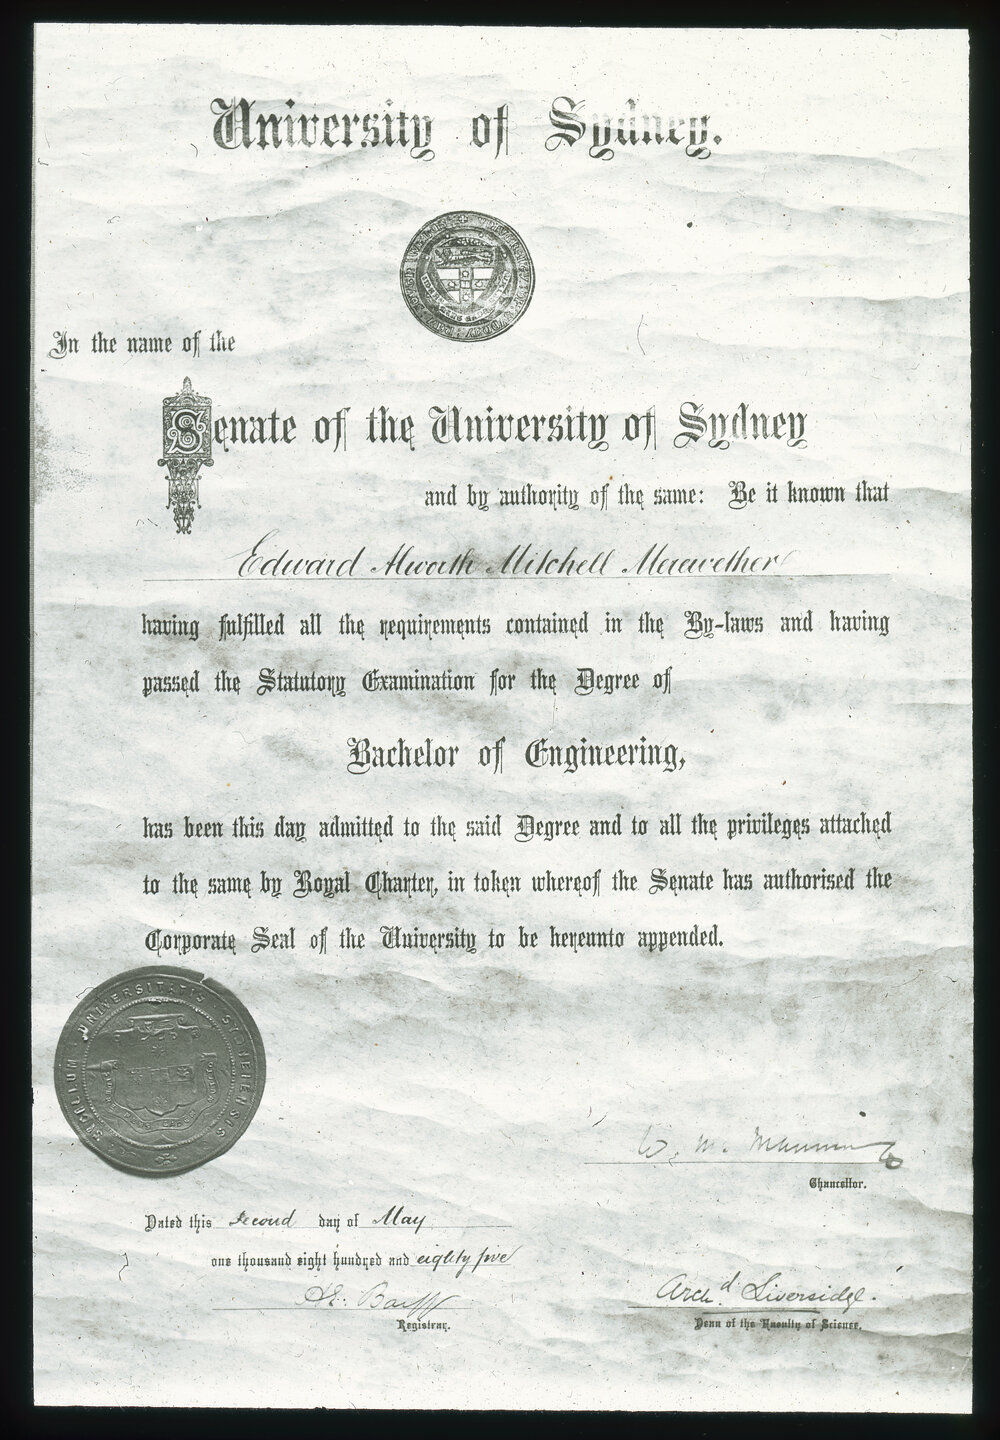 University of Sydney.
In the name of the
Senate of the University of Sydney
and by authority of the same: Be it known that
Edward Alworth Mitchell Merewether
having fulfilled all the requirements contained in the By-laws and having
passed the Statutory Examination for the Degree of
Bachelor of Engineering,
has been this day admitted to the said Degree and to all the privileges attached
to the same by Royal Charter, in token whereof the Senate has authorised the
Corporate Seal of the University to be hereunto appended.
SIGILLUM UNIVERSITATIS SYDNEIENSIS
W. M. Manning
Chancellor.
Dated this second day of May
one thousand eight hundred and eighty five
H.E. Barff
Registrar.
Archd. Liversidge.
Dean of the Faculty of Science.